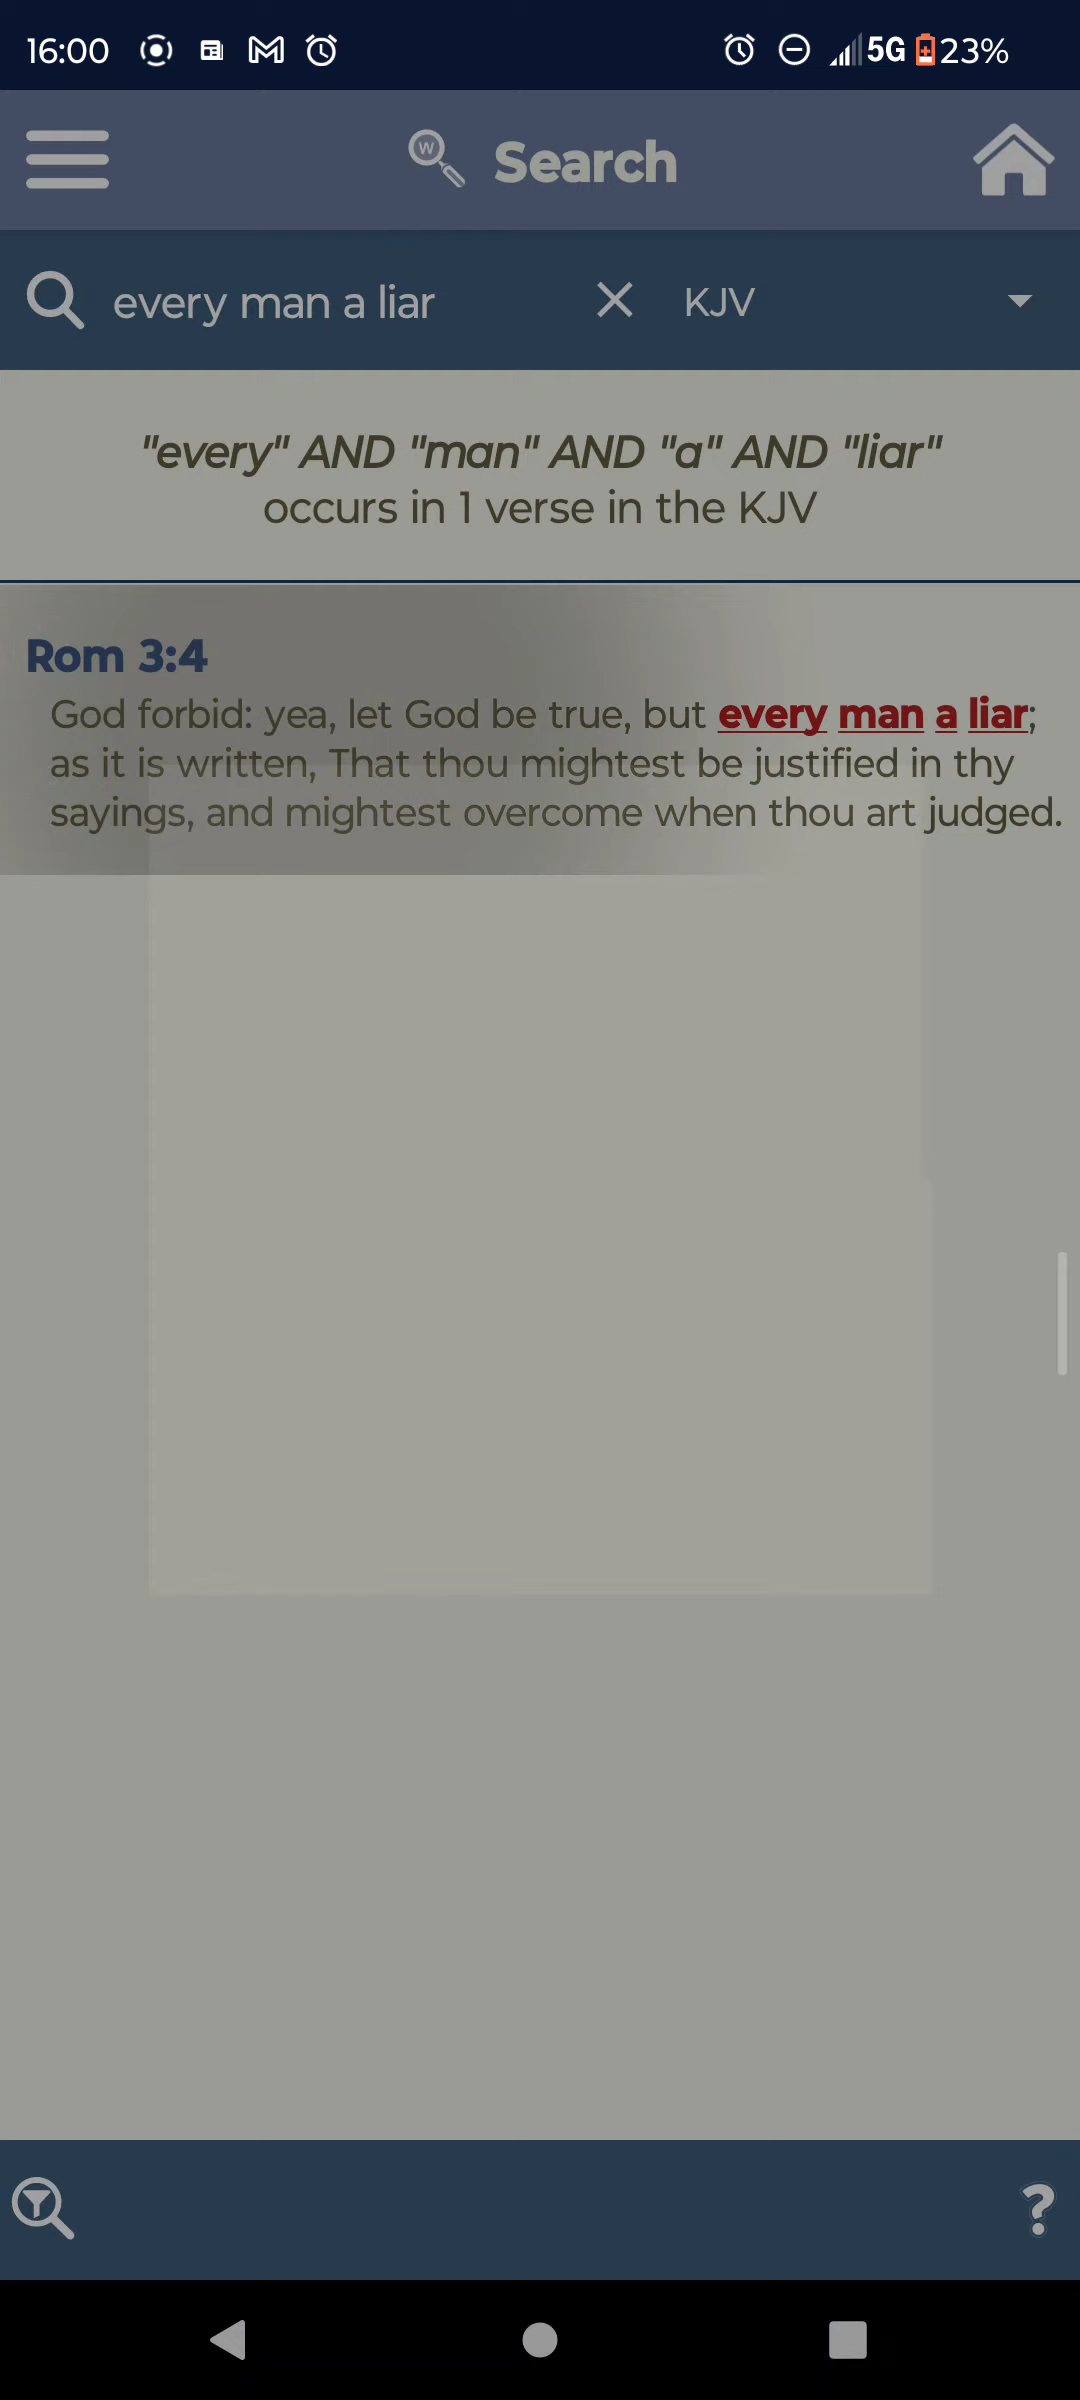 16:00 5G 23%
W Search
every man a liar KJV
"every" AND "man" AND "a" AND "liar"
occurs in 1 verse in the KJV
Rom 3:4
God forbid: yea, let God be true, but every man a liar;
as it is written, That thou mightest be justified in thy
sayings, and mightest overcome when thou art judged.
?